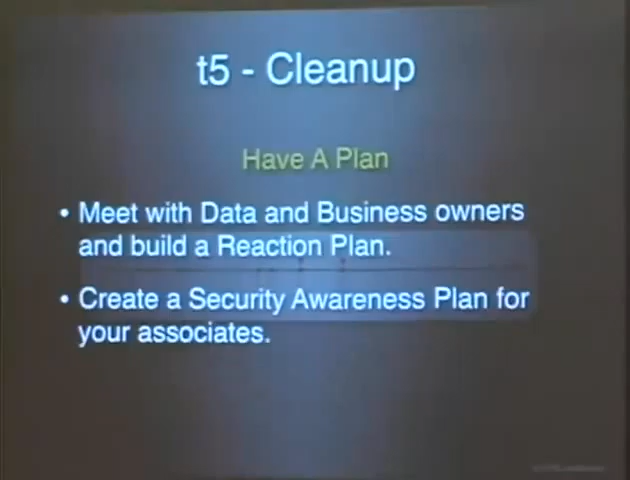 t5 - Cleanup
Have A Plan
• Meet with Data and Business owners
and build a Reaction Plan.
• Create a Security Awareness Plan for
your associates.